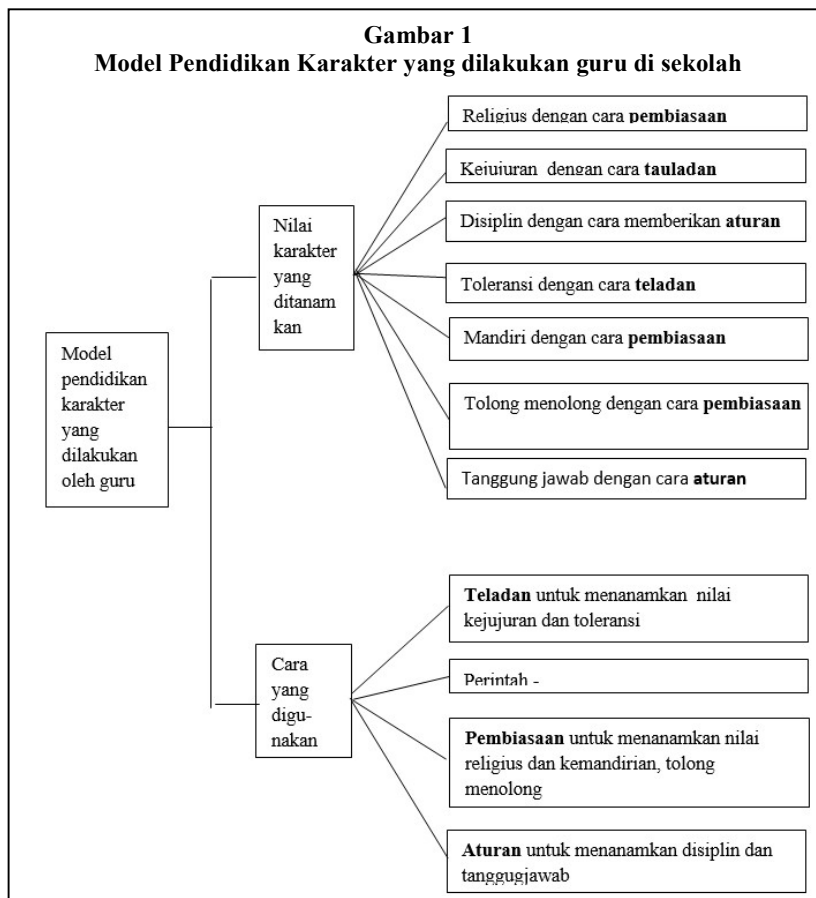 Gambar 1
Model Pendidikan Karakter yang dilakukan guru di sekolah
Model
pendidikan
karakter
yang
dilakukan
oleh guru
Nilai
karakter
yang
ditanam
kan
Religius dengan cara pembiasaan
Kejujuran dengan cara tauladan
Disiplin dengan cara memberikan aturan
Toleransi dengan cara teladan
Mandiri dengan cara pembiasaan
Tolong menolong dengan cara pembiasaan
Tanggung jawab dengan cara aturan
Cara
yang
digu-
nakan
Teladan untuk menanamkan nilai
kejujuran dan toleransi
Perintah -
Pembiasaan untuk menanamkan nilai
religius dan kemandirian, tolong
menolong
Aturan untuk menanamkan disiplin dan
tanggugjawab